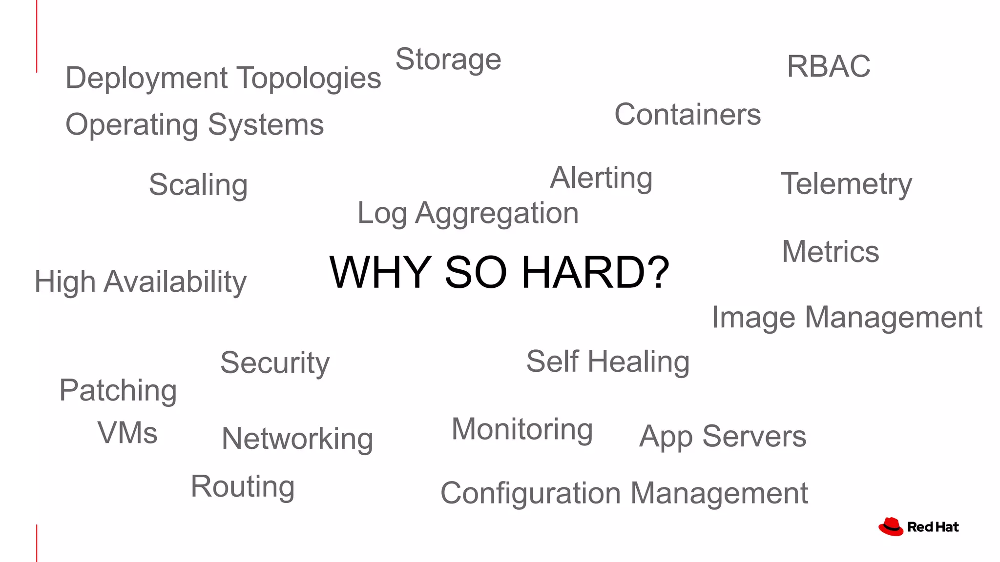 Storage
RBAC
Deployment Topologies
Containers
Operating Systems
Alerting
Telemetry
Scaling
Log Aggregation
Metrics
WHY SO HARD?
High Availability
Image Management
Self Healing
Security
Patching
Monitoring
VMs
App Servers
Networking
Routing
Configuration Management
Red Hat